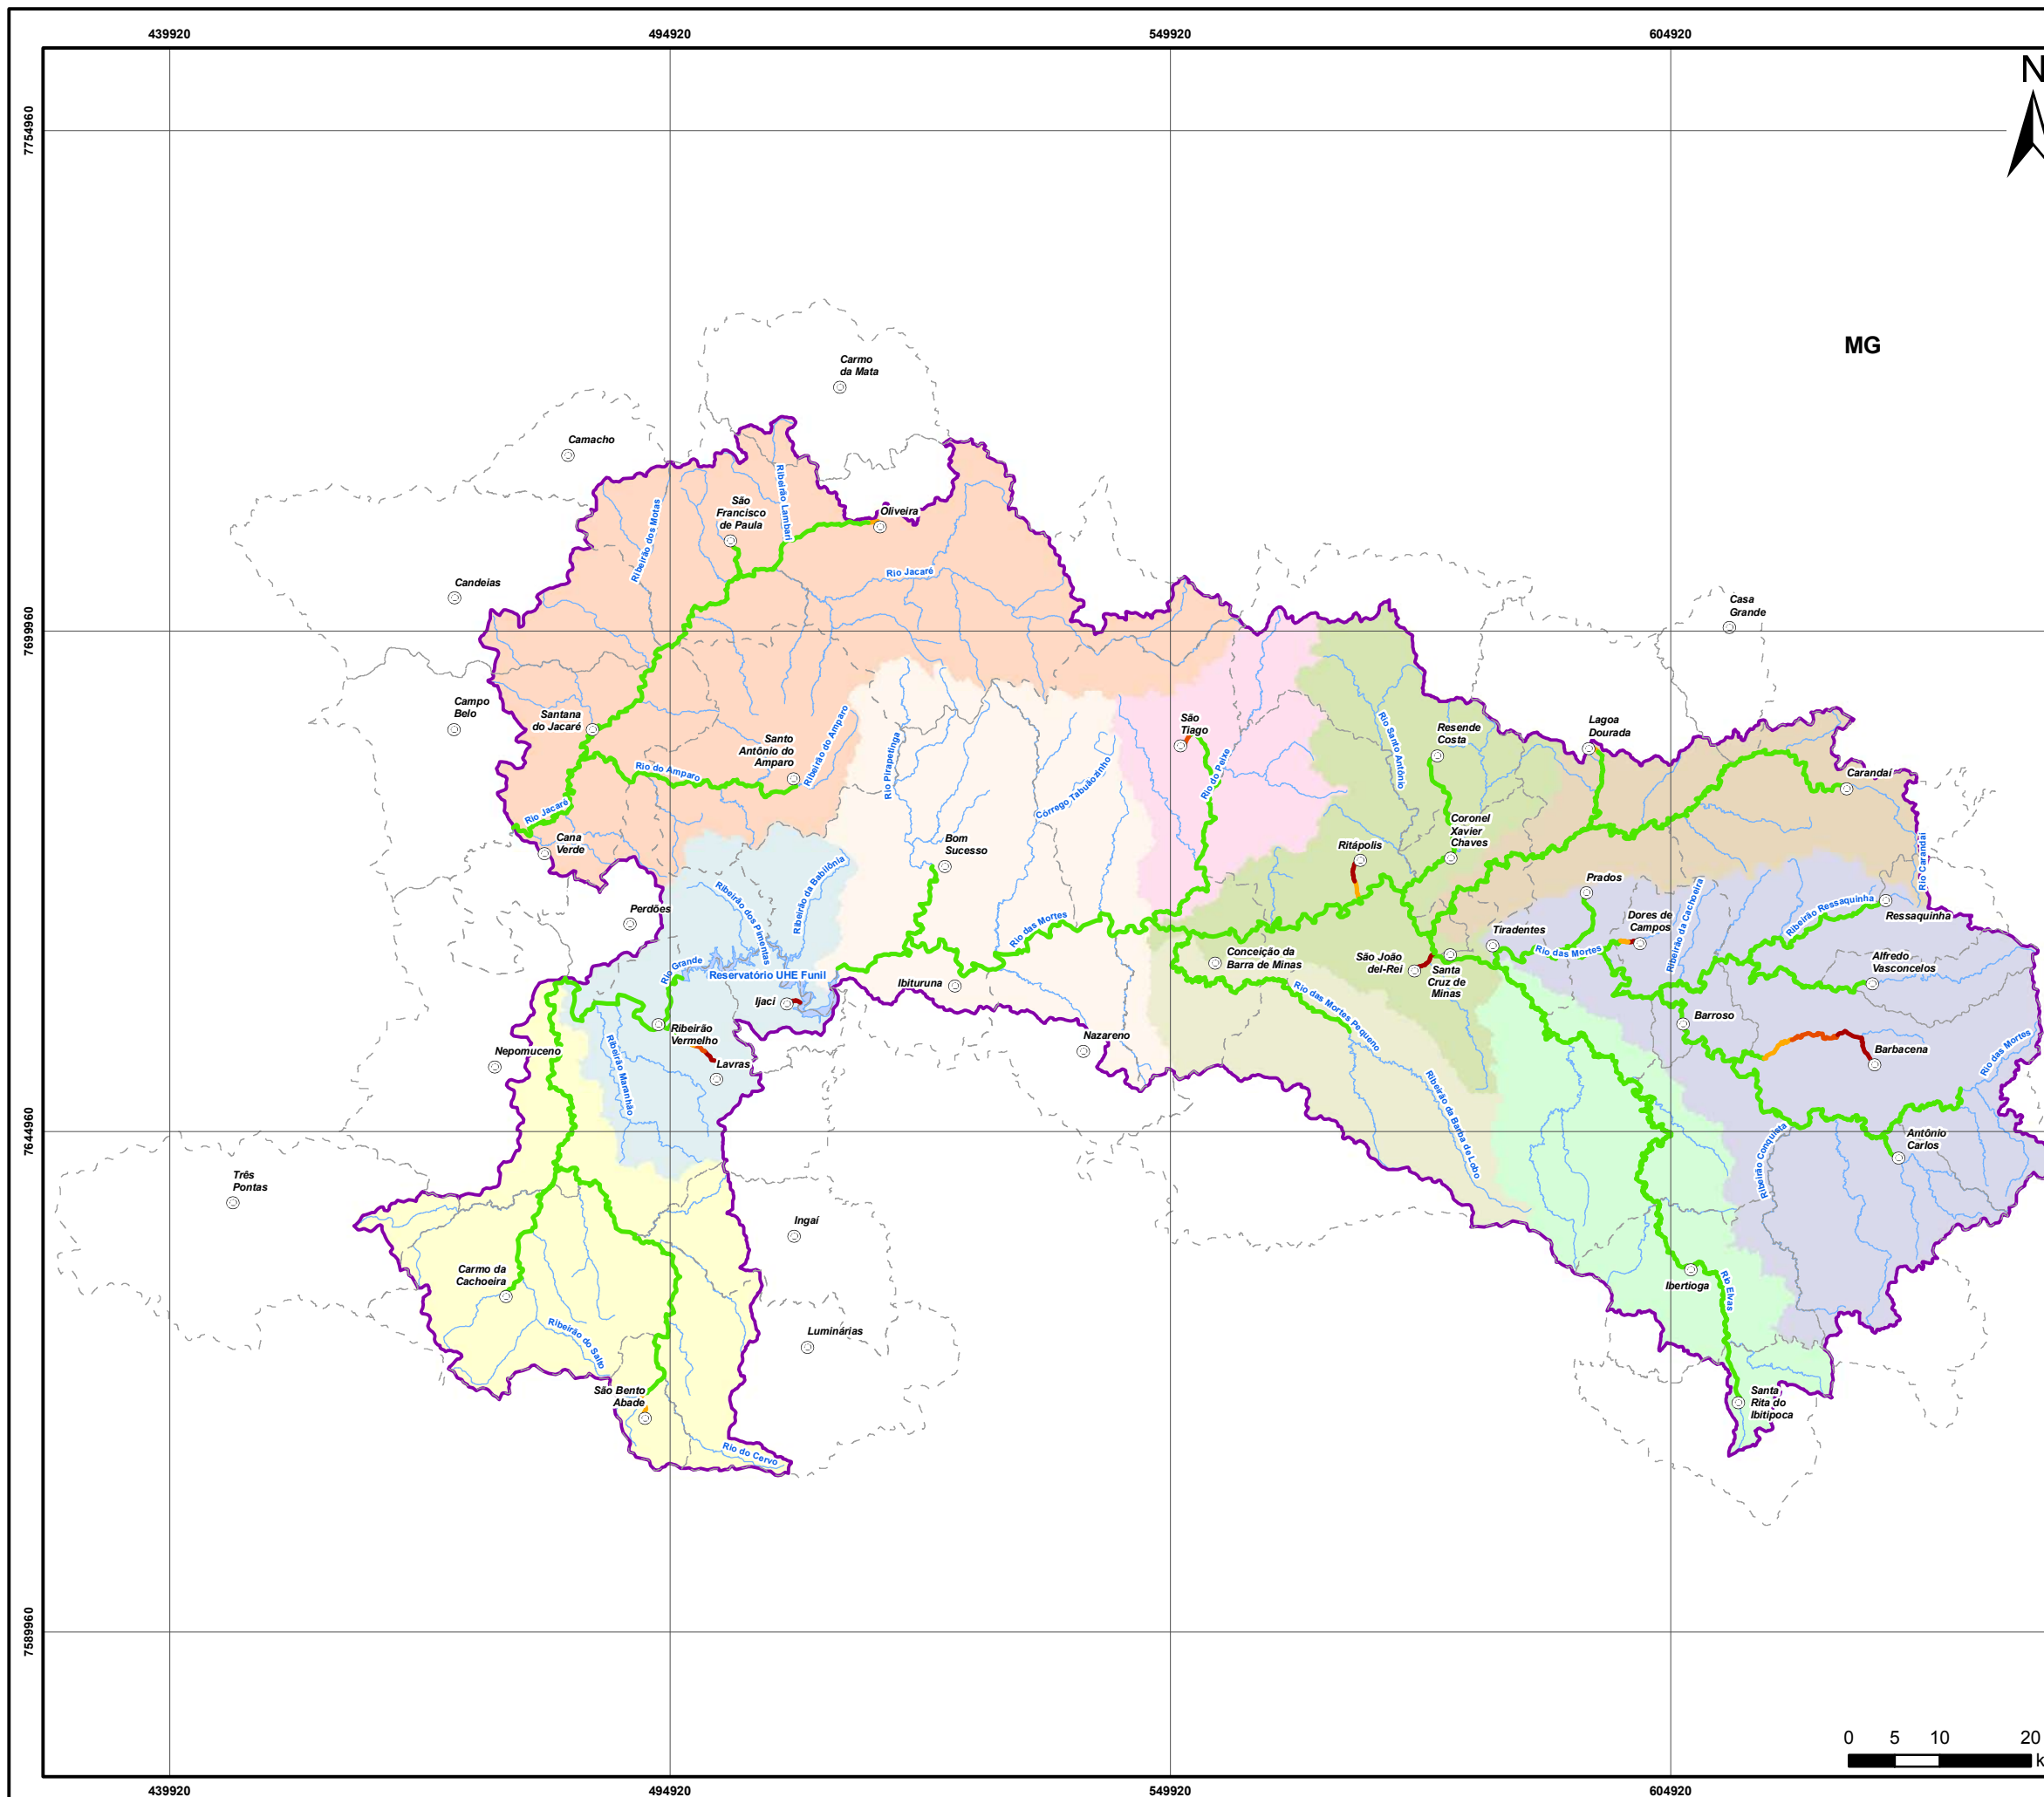 439920
494920
549920
604920
N
7754960
MG
Carmo
da Mata
Camacho
São
Francisco
de Paula
Ribeirão Lambari
Ribeirão dos Motas
Oliveira
Rio Jacaré
Candeias
Casa
Grande
7699960
Campo
Belo
Santana
do Jacaré
Santo
Antônio do
Amparo
Rio do Amparo
Ribeirão do Amparo
Rio Pirapetinga
Córrego Tabuãozinho
São
Tiago
Rio do Peixe
Rio Santo Antônio
Resende
Costa
Lagoa
Dourada
Carandaí
Rio Jacaré
Cana
Verde
Bom
Sucesso
Ritápolis
Coronel
Xavier
Chaves
Rio Carandaí
Ribeirão da Babilônia
Ribeirão dos Pimentas
Prados
Dores de
Campos
Ribeirão da Cachoeira
Ribeirão Ressaquinha
Ressaquinha
Perdões
Rio das Mortes
Tiradentes
Rio das Mortes
Rio Grande
Reservatório UHE Funil
Conceição da
Barra de Minas
São João
del-Rei
Santa
Cruz de
Minas
Alfredo
Vasconcelos
Ijaci
Ibituruna
Rio das Mortes Pequeno
Barroso
Ribeirão
Vermelho
Nazareno
Nepomuceno
Lavras
Barbacena
Rio das Mortes
Ribeirão Maranhão
Ribeirão da Barba de Lobo
7644960
Ribeirão Conquista
Antônio
Carlos
Três
Pontas
Ingaí
Carmo da
Cachoeira
Ibertioga
Rio Elvas
Ribeirão do Salto
Luminárias
São Bento
Abade
Santa
Rita do
Ibitipoca
Rio do Cervo
7589960
0 5 10 20
439920
494920
549920
604920